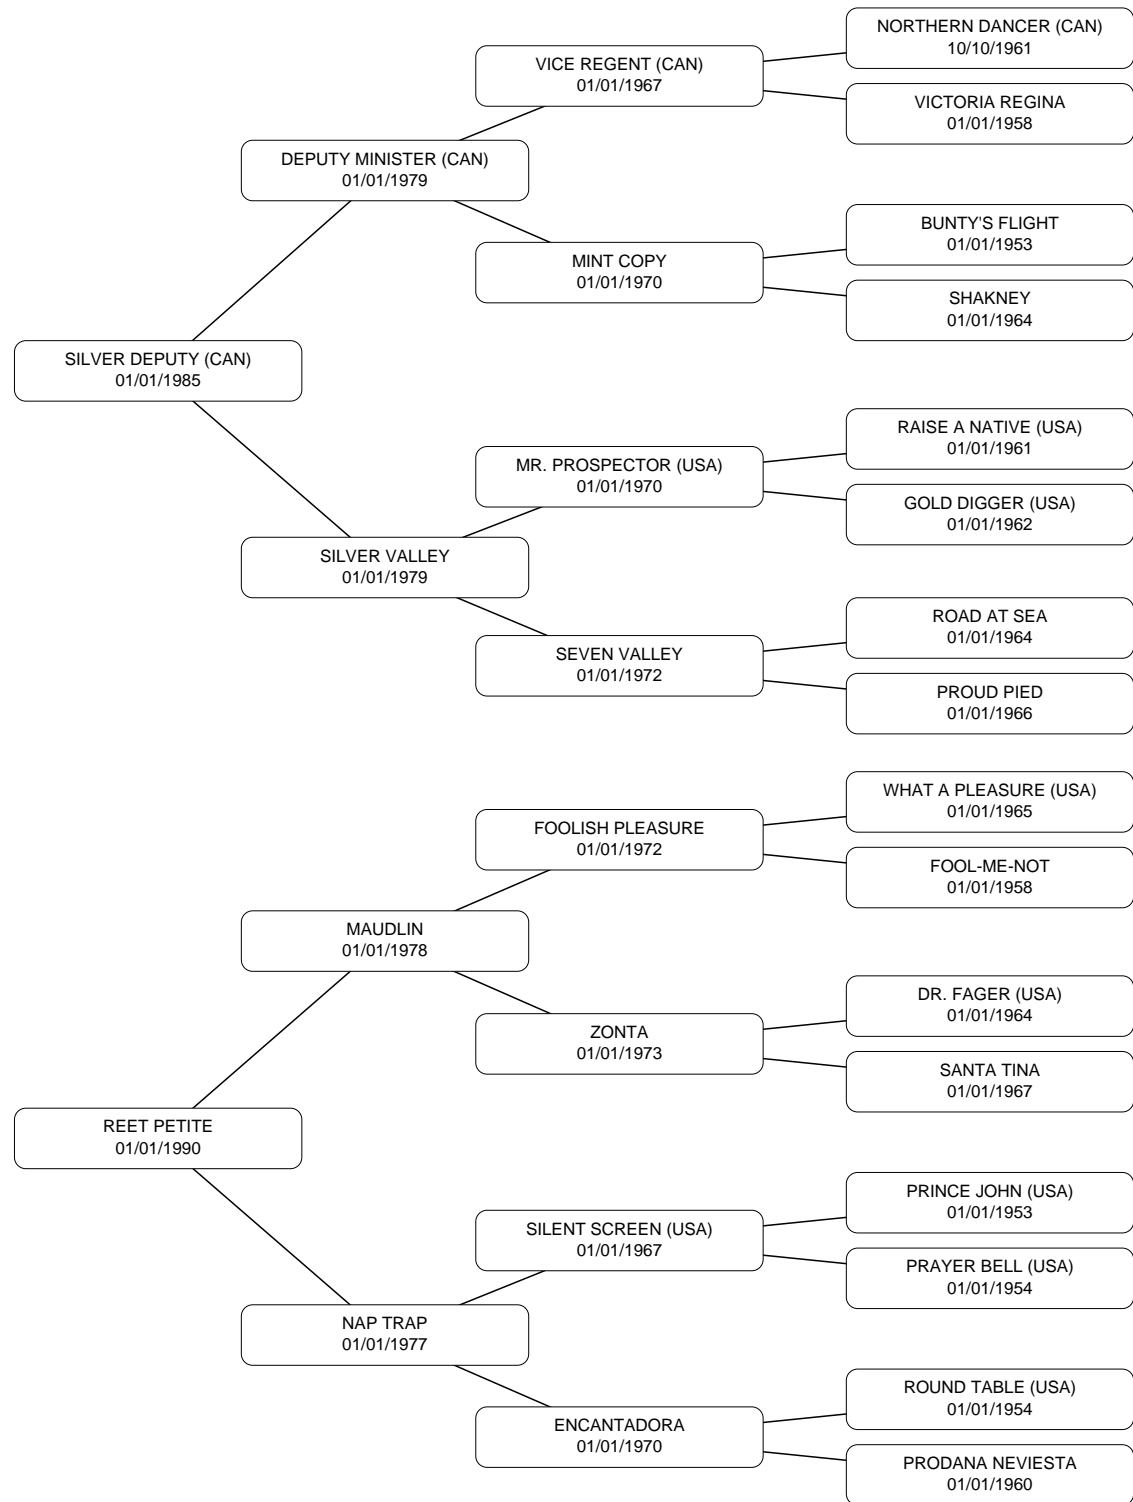 NORTHERN DANCER (CAN)
10/10/1961
VICE REGENT (CAN)
01/01/1967
VICTORIA REGINA
01/01/1958
DEPUTY MINISTER (CAN)
01/01/1979
BUNTY'S FLIGHT
01/01/1953
MINT COPY
01/01/1970
SHAKNEY
01/01/1964
SILVER DEPUTY (CAN)
01/01/1985
RAISE A NATIVE (USA)
01/01/1961
MR. PROSPECTOR (USA)
01/01/1970
GOLD DIGGER (USA)
01/01/1962
SILVER VALLEY
01/01/1979
ROAD AT SEA
01/01/1964
SEVEN VALLEY
01/01/1972
PROUD PIED
01/01/1966
WHAT A PLEASURE (USA)
01/01/1965
FOOLISH PLEASURE
01/01/1972
FOOL-ME-NOT
01/01/1958
MAUDLIN
01/01/1978
DR. FAGER (USA)
01/01/1964
ZONTA
01/01/1973
SANTA TINA
01/01/1967
REET PETITE
01/01/1990
PRINCE JOHN (USA)
01/01/1953
SILENT SCREEN (USA)
01/01/1967
PRAYER BELL (USA)
01/01/1954
NAP TRAP
01/01/1977
ROUND TABLE (USA)
01/01/1954
ENCANTADORA
01/01/1970
PRODANA NEVIESTA
01/01/1960